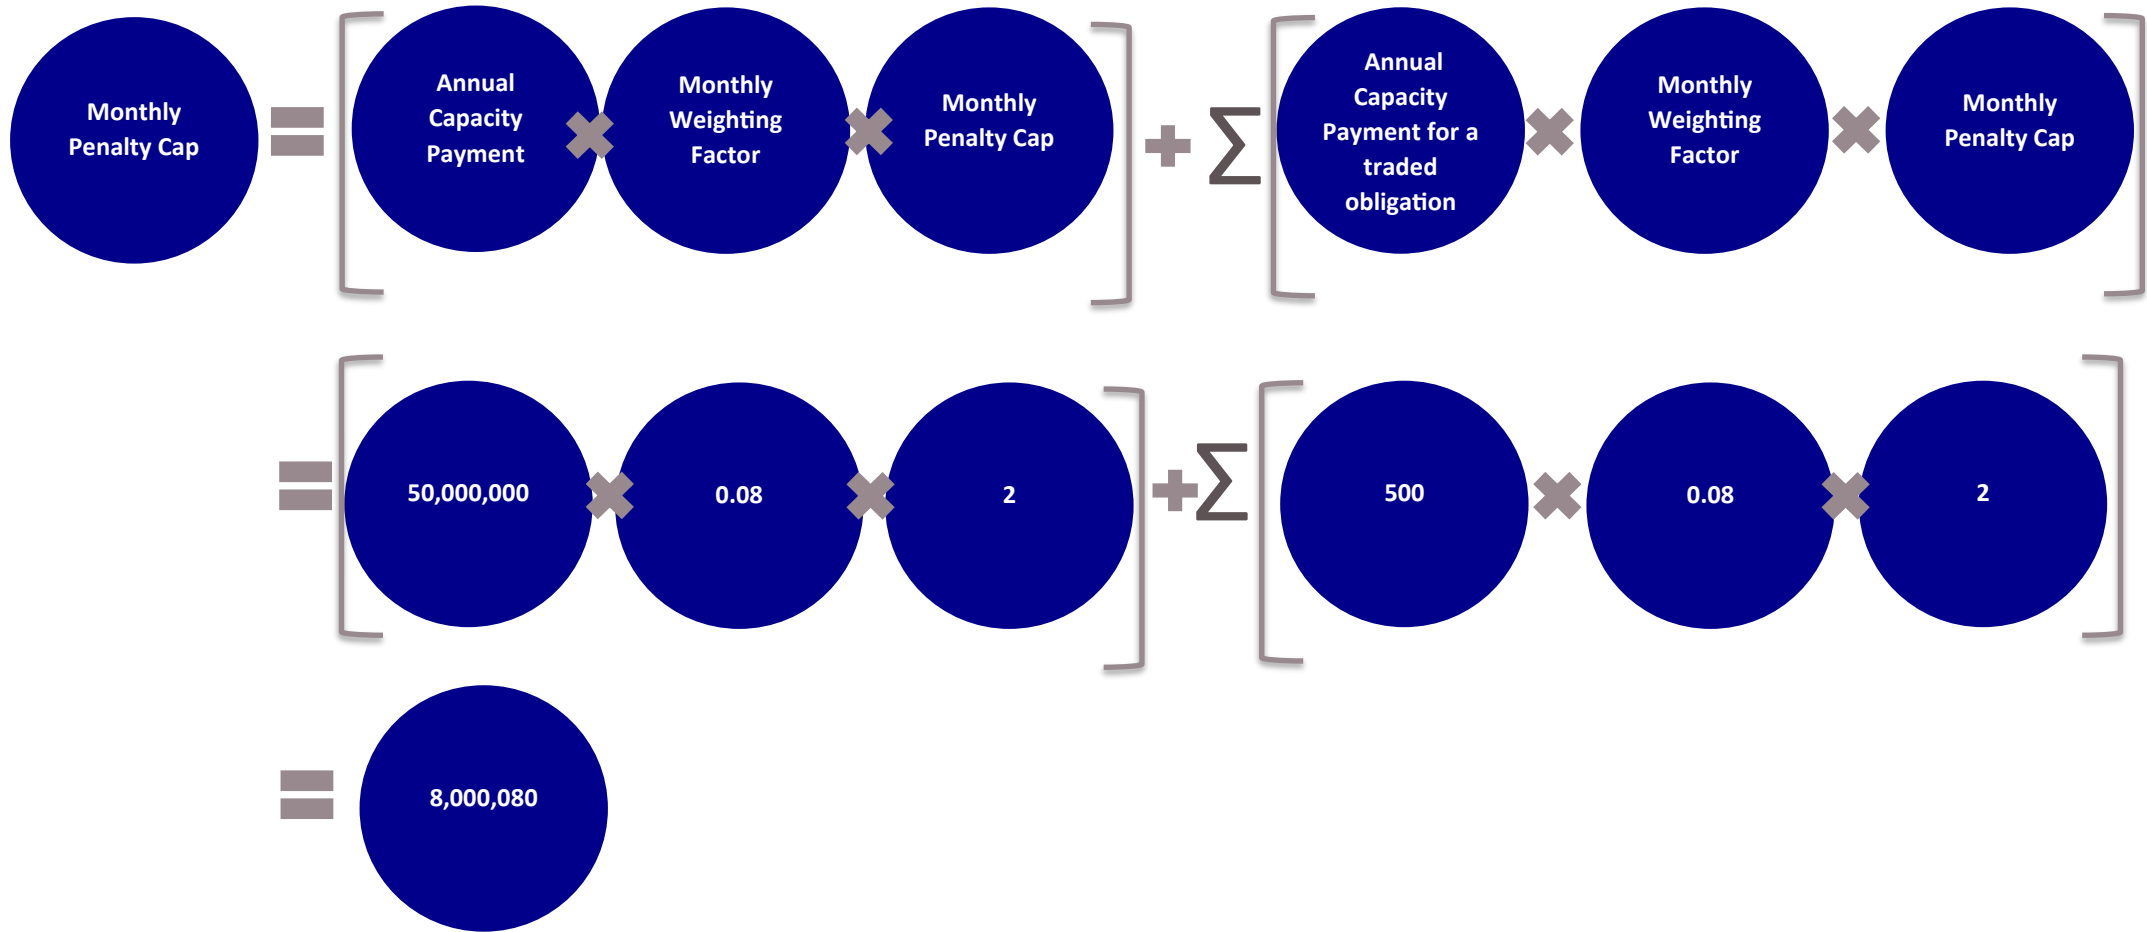 Monthly
Penalty Cap
=
Annual
Capacity
Payment
×
Monthly
Weighting
Factor
×
Monthly
Penalty Cap
+
∑
Annual
Capacity
Payment for a
traded
obligation
×
Monthly
Weighting
Factor
×
Monthly
Penalty Cap
=
50,000,000
×
0.08
×
2
+
∑
500
×
0.08
×
2
=
8,000,080